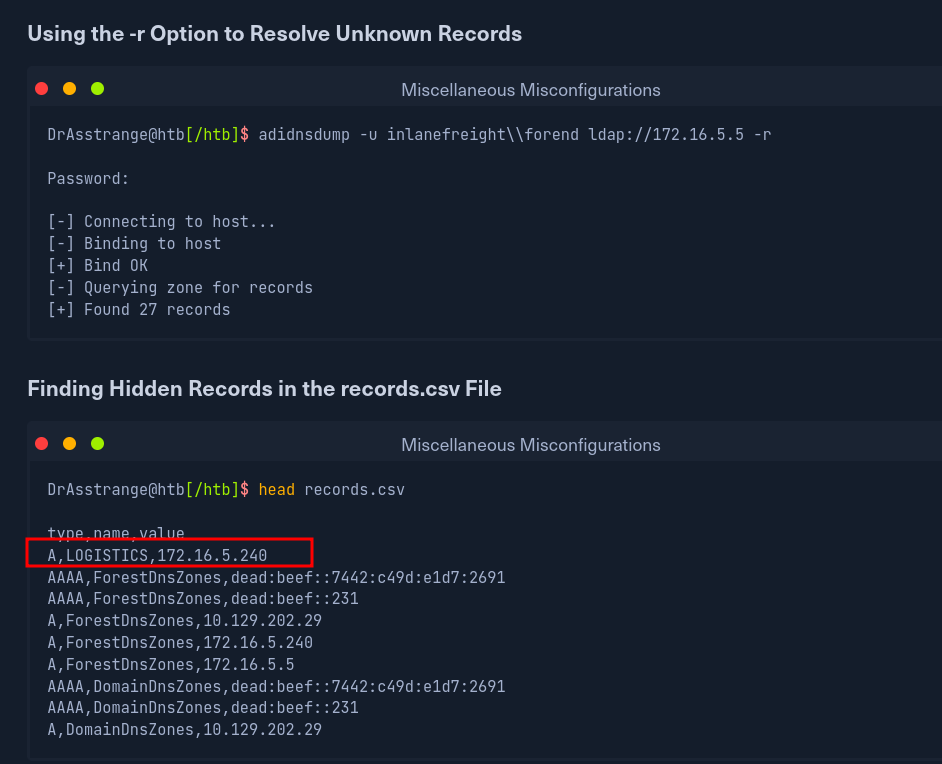 Using the -r Option to Resolve Unknown Records
Miscellaneous Misconfigurations
DrAsstrange@htb[/htb]$ adidnsdump -u inlanefreight\\forend ldap://172.16.5.5 -r
Password:
[-] Connecting to host...
[-] Binding to host
[+] Bind OK
[-] Querying zone for records
[+] Found 27 records
Finding Hidden Records in the records.csv File
Miscellaneous Misconfigurations
DrAsstrange@htb[/htb]$ head records.csv
type,name,value
A,LOGISTICS,172.16.5.240
AAAA,ForestDnsZones,dead:beef::7442:c49d:e1d7:2691
AAAA,ForestDnsZones,dead:beef::231
A,ForestDnsZones,10.129.202.29
A,ForestDnsZones,172.16.5.240
A,ForestDnsZones,172.16.5.5
AAAA,DomainDnsZones,dead:beef::7442:c49d:e1d7:2691
AAAA,DomainDnsZones,dead:beef::231
A,DomainDnsZones,10.129.202.29